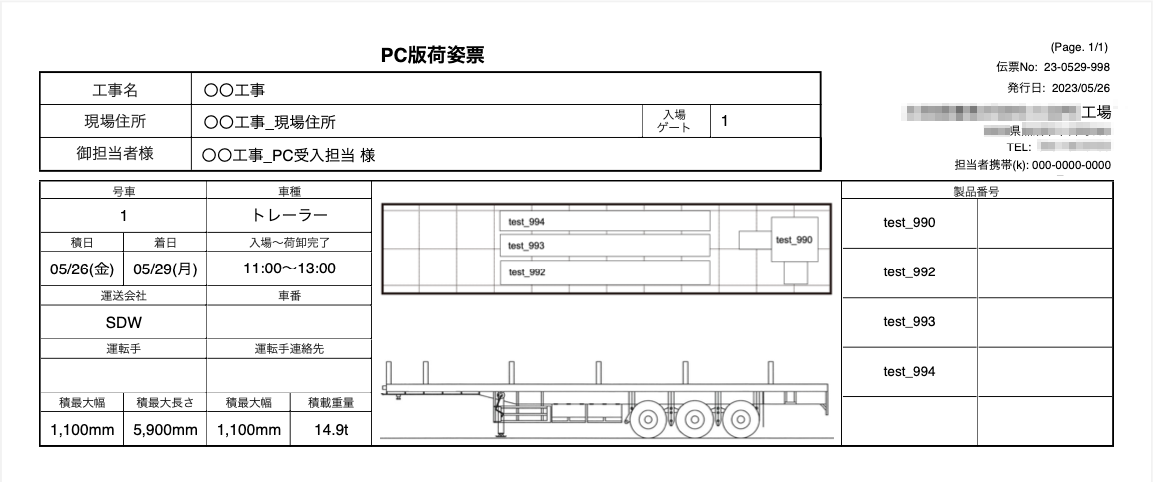 PC版荷姿票
(Page. 1/1)
伝票No: 23-0529-998
発行日: 2023/05/26
工場
県
TEL:
担当者携帯(k): 000-0000-0000
工事名
〇〇工事
現場住所
〇〇工事_現場住所
入場
ゲート
1
御担当者様
〇〇工事_PC受入担当 様
号車
車種
1
トレーラー
積日
着日
入場～荷卸完了
05/26(金)
05/29(月)
11:00～13:00
運送会社
車番
SDW
運転手
運転手連絡先
積最大幅
積最大長さ
積最大幅
積載重量
1,100mm
5,900mm
1,100mm
14.9t
test_994
test_993
test_992
test_990
製品番号
test_990
test_992
test_993
test_994